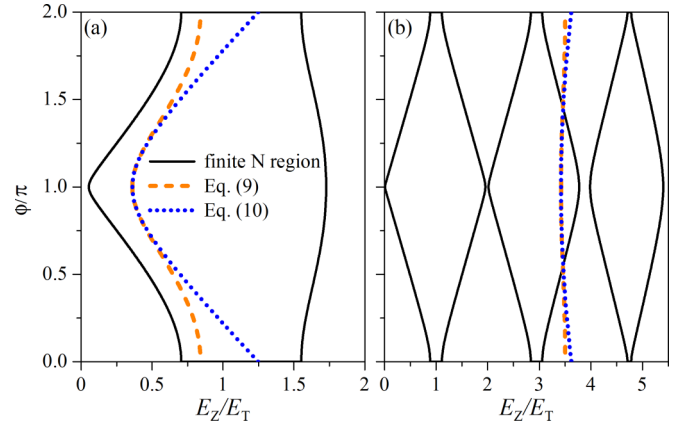 (a)
(b)
2.0
1.5
1.0
0.5
0.0
ϕ/π
finite N region
Eq. (9)
Eq. (10)
0 0.5 1 1.5 2
0 1 2 3 4 5
E_Z/E_T
E_Z/E_T